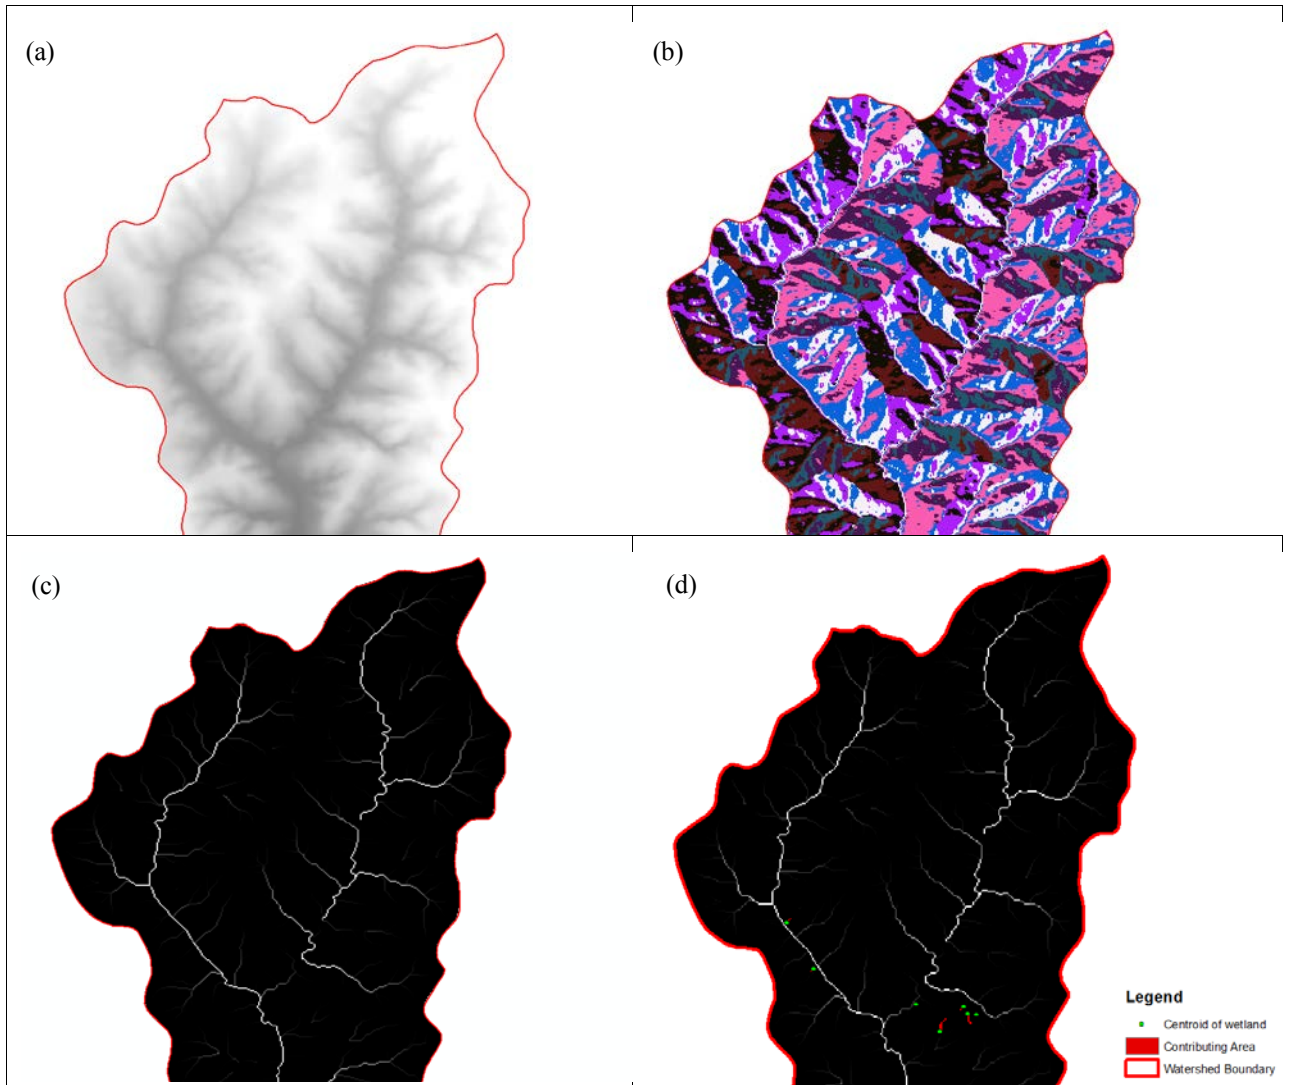 (a)
(b)
(c)
(d)
Legend
Centroid of wetland
Contributing Area
Watershed Boundary